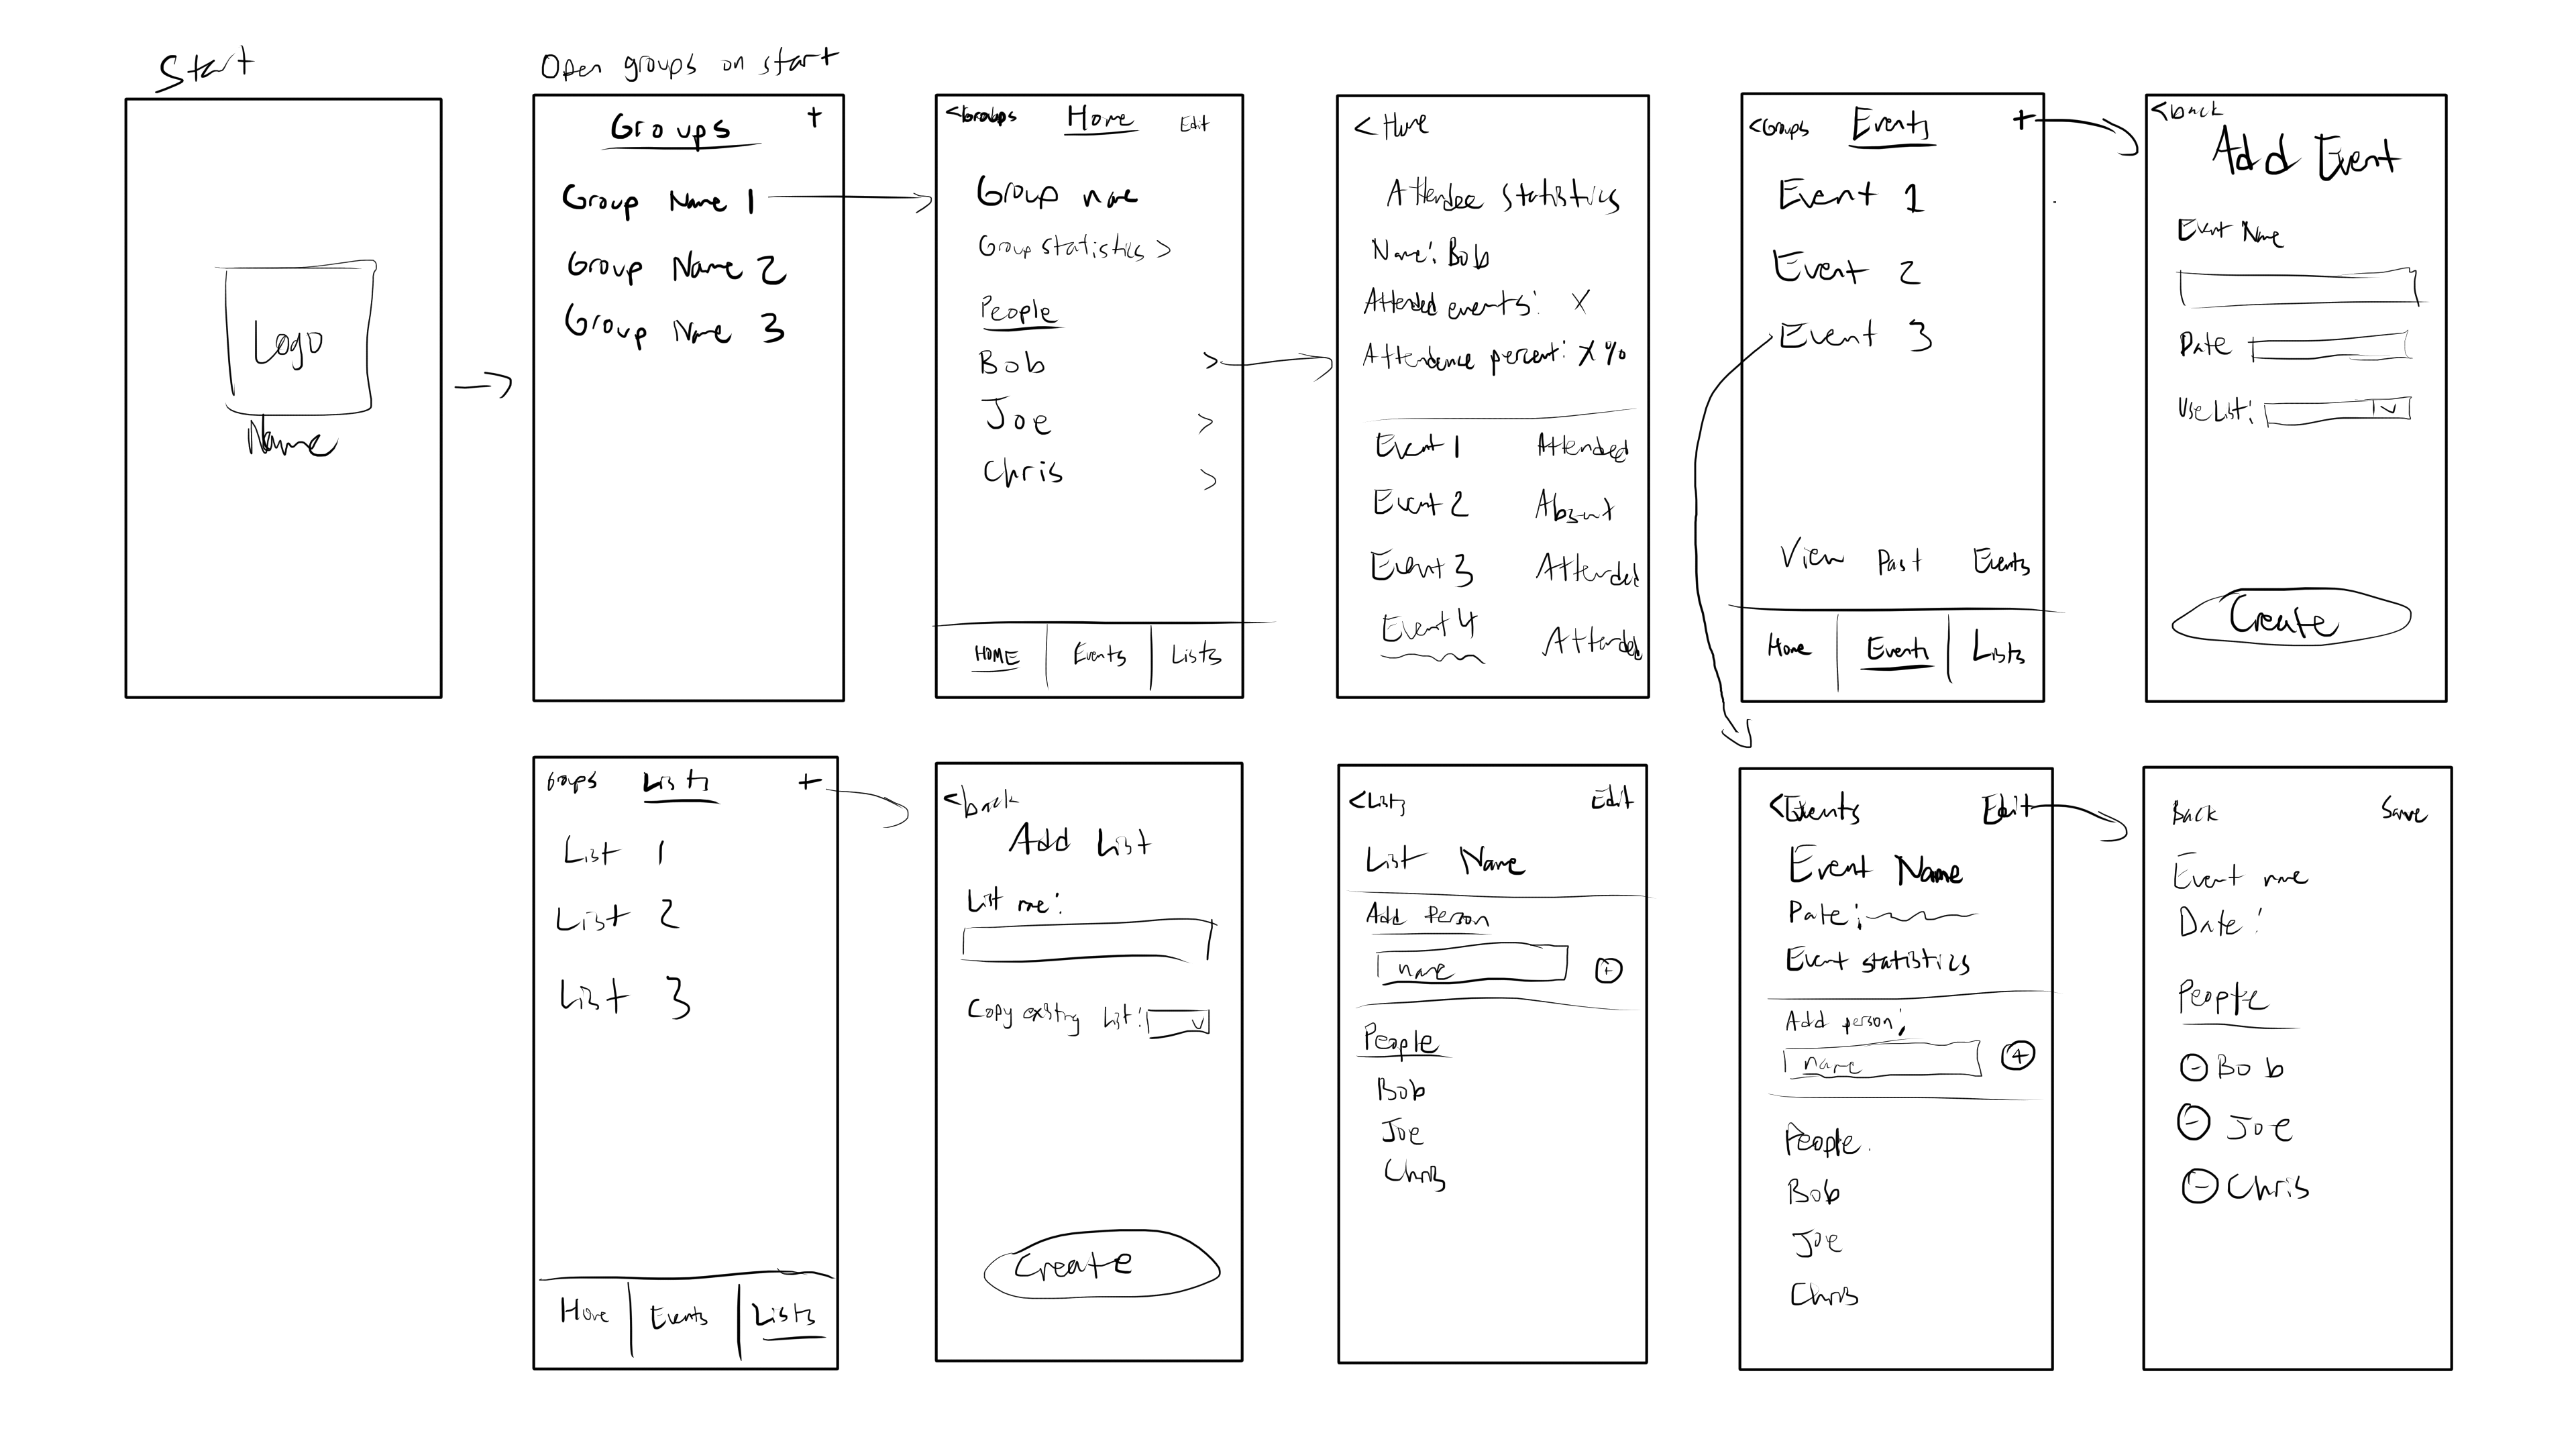 Start
Logo
Name
Open groups on start
Groups +
Group Name 1
Group Name 2
Group Name 3
<Groups Home Edit
Group name
Group statistics >
People
Bob >
Joe >
Chris >
HOME Events Lists
< Home
Attendee statistics
Name: Bob
Attended events: X
Attendance percent: X %
Event 1 Attended
Event 2 Absent
Event 3 Attended
Event 4 Attended
<Groups Events +
Event 1
Event 2
Event 3
View Past Events
Home Events Lists
<back
Add Event
Event Name
Date
Use List:
Create
Groups Lists +
List 1
List 2
List 3
Home Events Lists
<back
Add List
List name:
Copy existing list:
Create
<Lists Edit
List Name
Add Person
name +
People
Bob
Joe
Chris
<Events Edit
Event Name
Date:
Event statistics
Add person:
name +
People
Bob
Joe
Chris
Back Save
Event name
Date:
People
- Bob
- Joe
- Chris